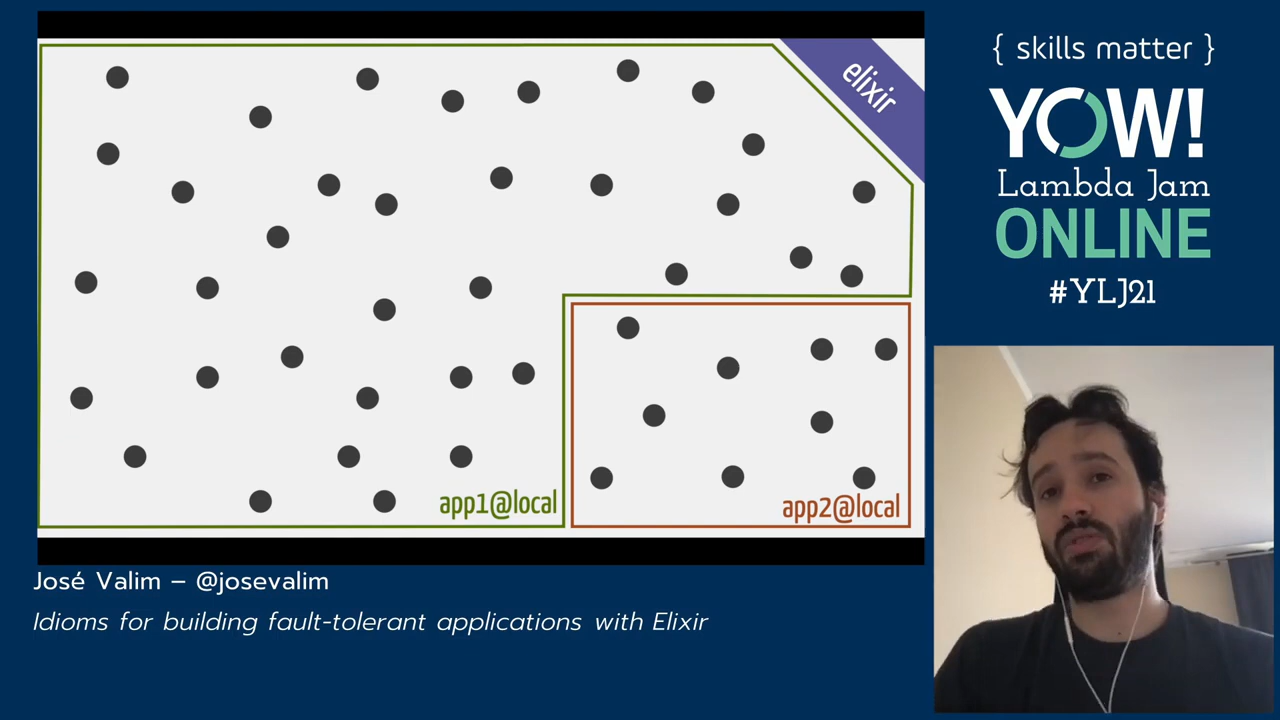 elixir
app1@local
app2@local
José Valim – @josevalim
Idioms for building fault-tolerant applications with Elixir
{ skills matter }
YOW!
Lambda Jam
ONLINE
#YLJ21